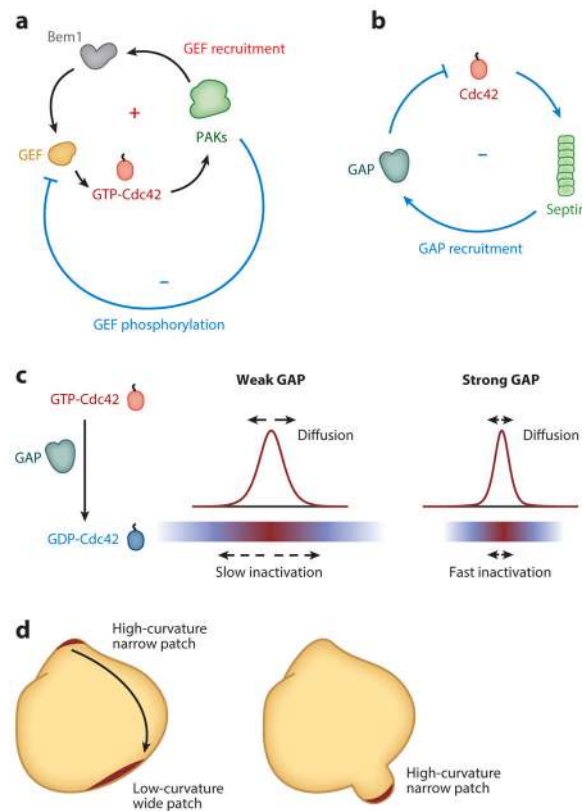 a
Bem1
GEF recruitment
+
GEF
PAKs
GTP-Cdc42
–
GEF phosphorylation
b
Cdc42
–
GAP
Septin
GAP recruitment
c
Weak GAP
Strong GAP
GTP-Cdc42
Diffusion
Diffusion
GAP
GDP-Cdc42
Slow inactivation
Fast inactivation
d
High-curvature
narrow patch
Low-curvature
wide patch
High-curvature
narrow patch